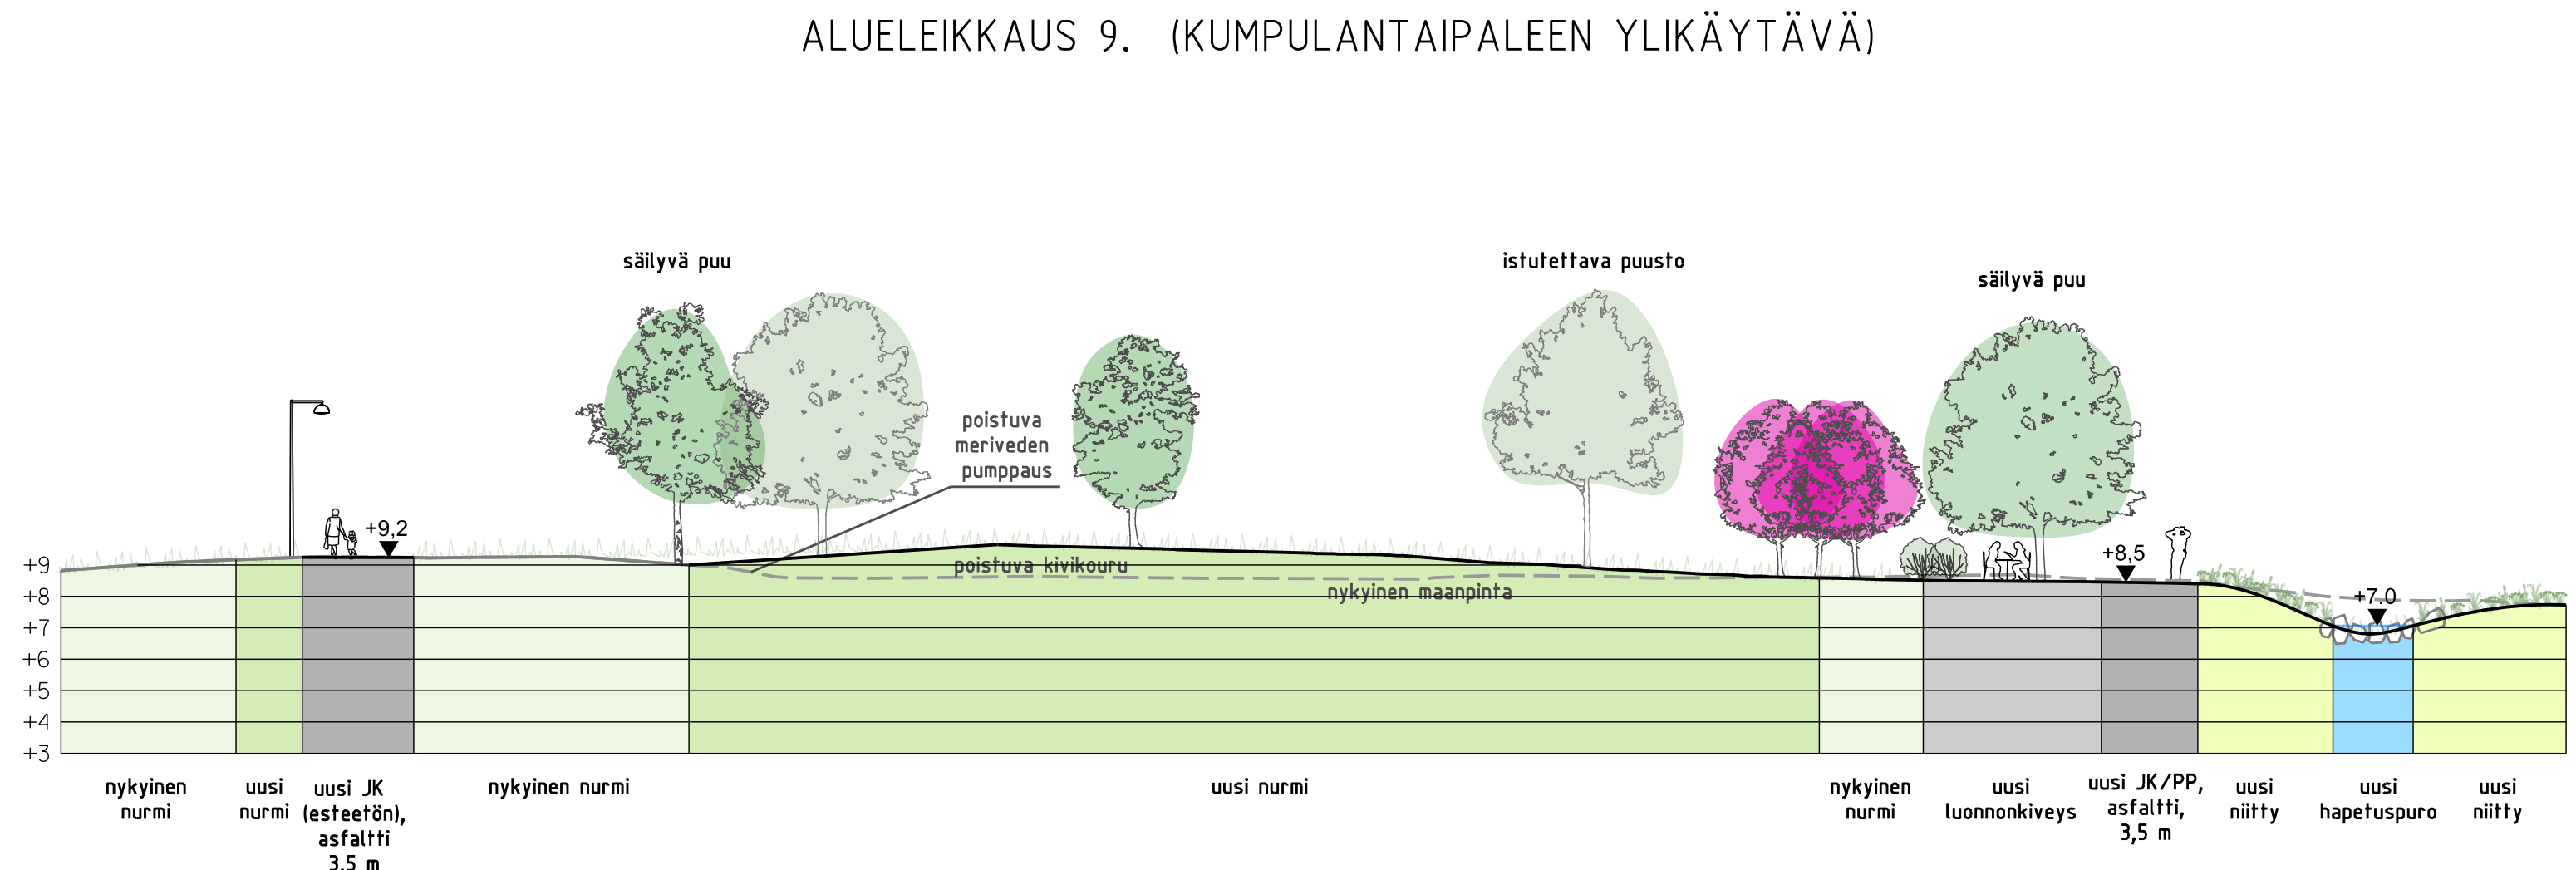 ALUELEIKKAUS 9. (KUMPULANTAIPALEEN YLIKÄYTÄVÄ)
säilyvä puu
istutettava puusto
säilyvä puu
poistuva
meriveden
pumppaus
+9,2
+8,5
+7.0
poistuva kivikouru
nykyinen maanpinta
+9
+8
+7
+6
+5
+4
+3
nykyinen
nurmi
uusi
nurmi
uusi JK
(esteetön),
asfaltti
3,5 m
nykyinen nurmi
uusi nurmi
nykyinen
nurmi
uusi
luonnonkiveys
uusi JK/PP,
asfaltti,
3,5 m
uusi
niitty
uusi
hapetuspuro
uusi
niitty